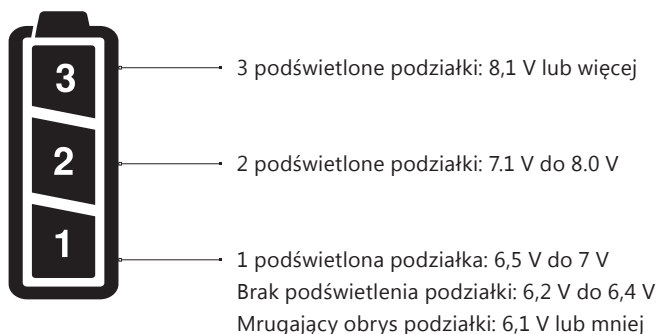 3
3 podświetlone podziałki: 8,1 V lub więcej
2
2 podświetlone podziałki: 7.1 V do 8.0 V
1
1 podświetlona podziałka: 6,5 V do 7 V
Brak podświetlenia podziałki: 6,2 V do 6,4 V
Mrugający obrys podziałki: 6,1 V lub mniej